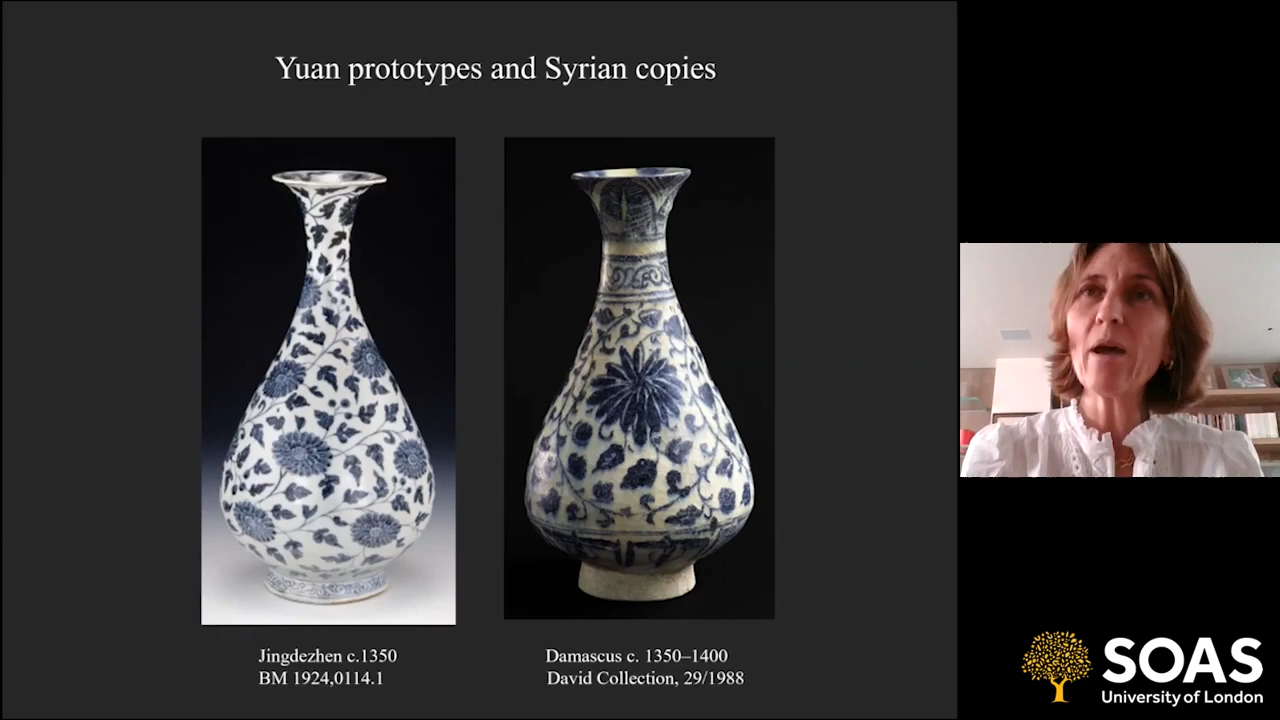 Yuan prototypes and Syrian copies
Jingdezhen c.1350
BM 1924,0114.1
Damascus c. 1350–1400
David Collection, 29/1988
SOAS
University of London